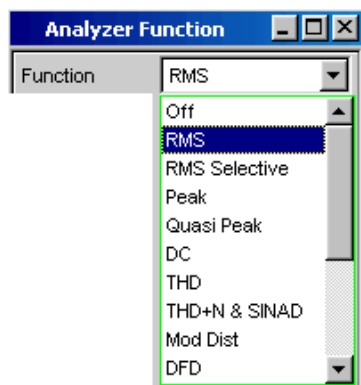 Analyzer Function
Function RMS
Off
RMS
RMS Selective
Peak
Quasi Peak
DC
THD
THD+N & SINAD
Mod Dist
DFD